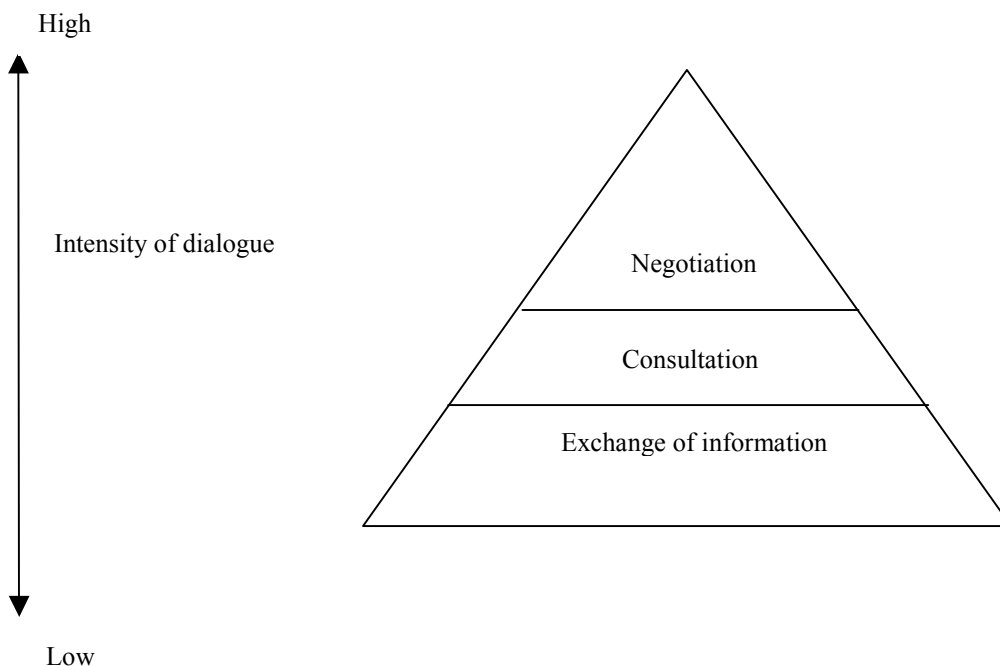 High
Intensity of dialogue
Negotiation
Consultation
Exchange of information
Low